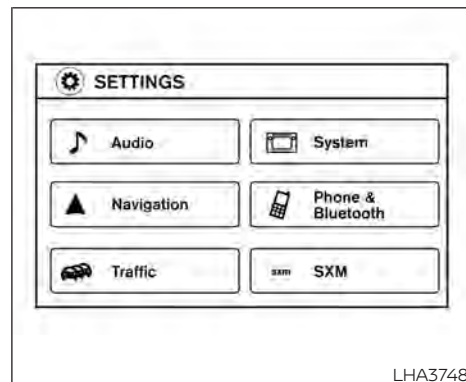 SETTINGS
Audio
System
Navigation
Phone &
Bluetooth
Traffic
sxm SXM
LHA3748